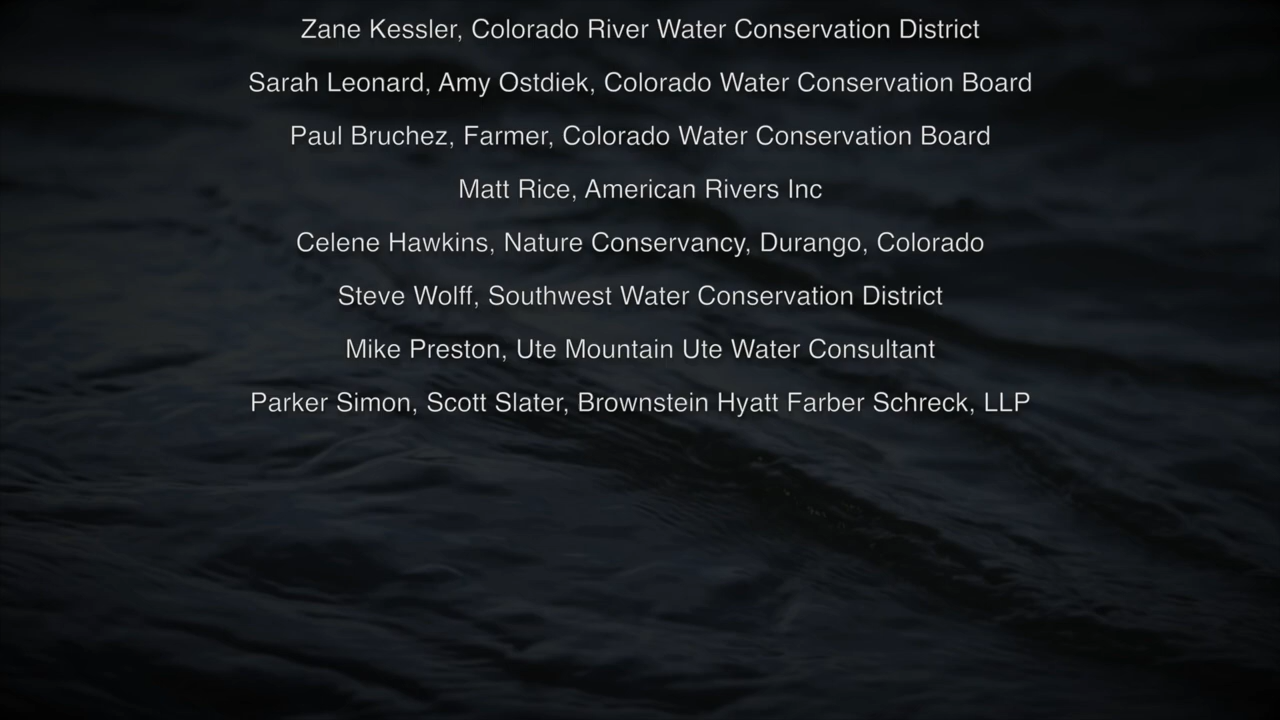 Zane Kessler, Colorado River Water Conservation District
Sarah Leonard, Amy Ostdiek, Colorado Water Conservation Board
Paul Bruchez, Farmer, Colorado Water Conservation Board
Matt Rice, American Rivers Inc
Celene Hawkins, Nature Conservancy, Durango, Colorado
Steve Wolff, Southwest Water Conservation District
Mike Preston, Ute Mountain Ute Water Consultant
Parker Simon, Scott Slater, Brownstein Hyatt Farber Schreck, LLP